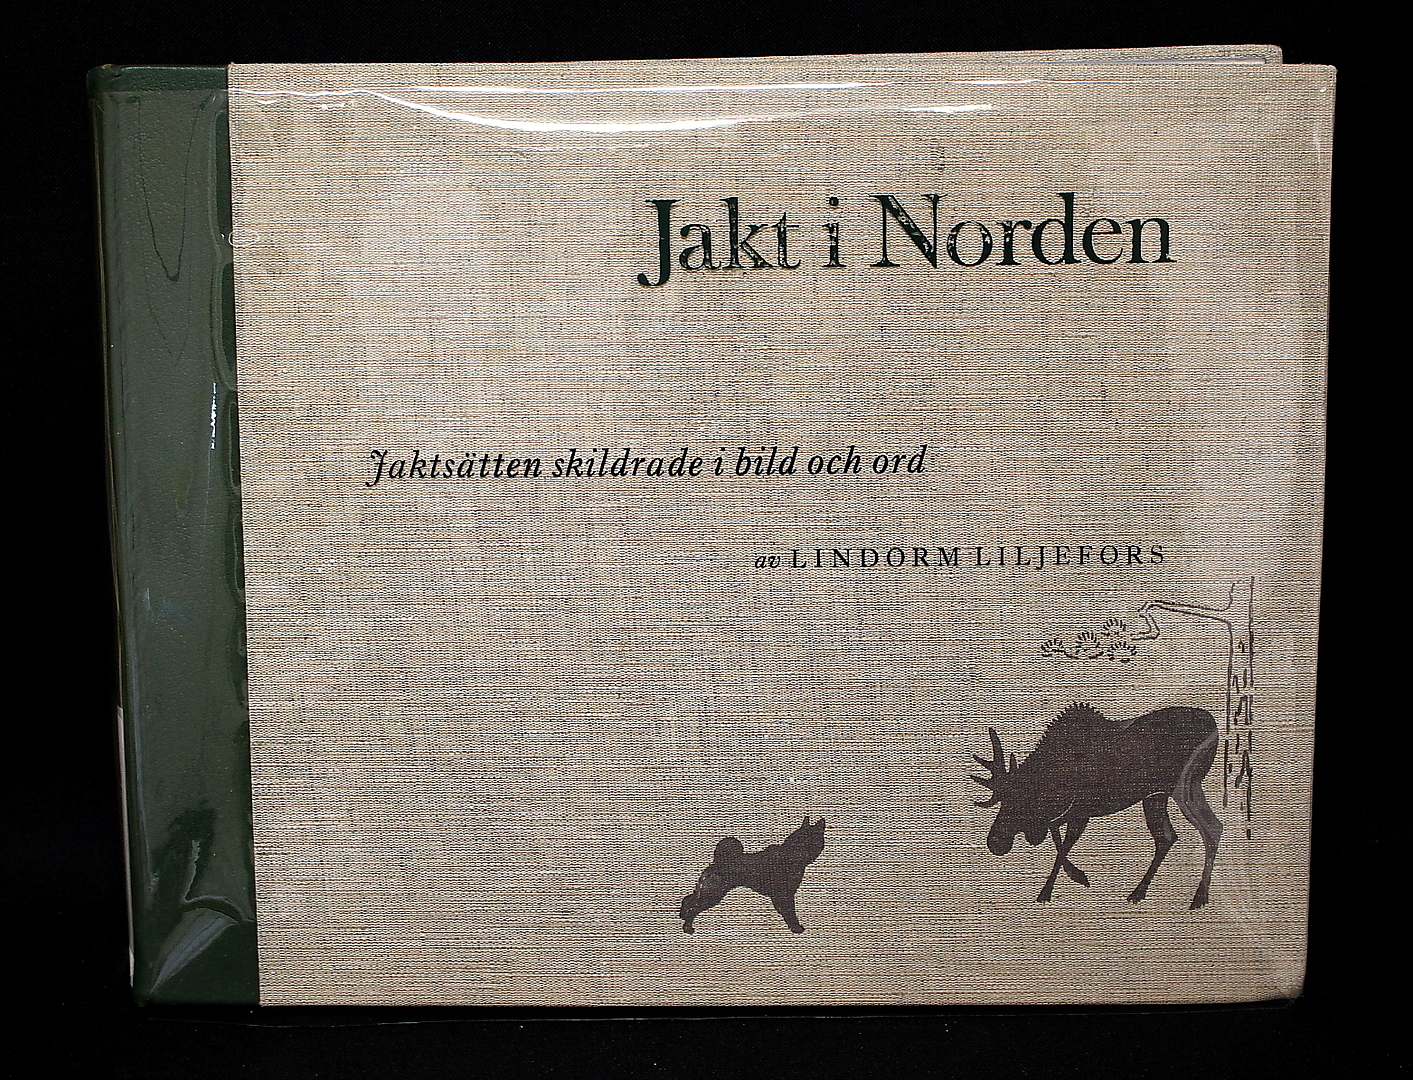 Jakt i Norden
Jaktsätten skildrade i bild och ord
av LINDORM LILJEFORS